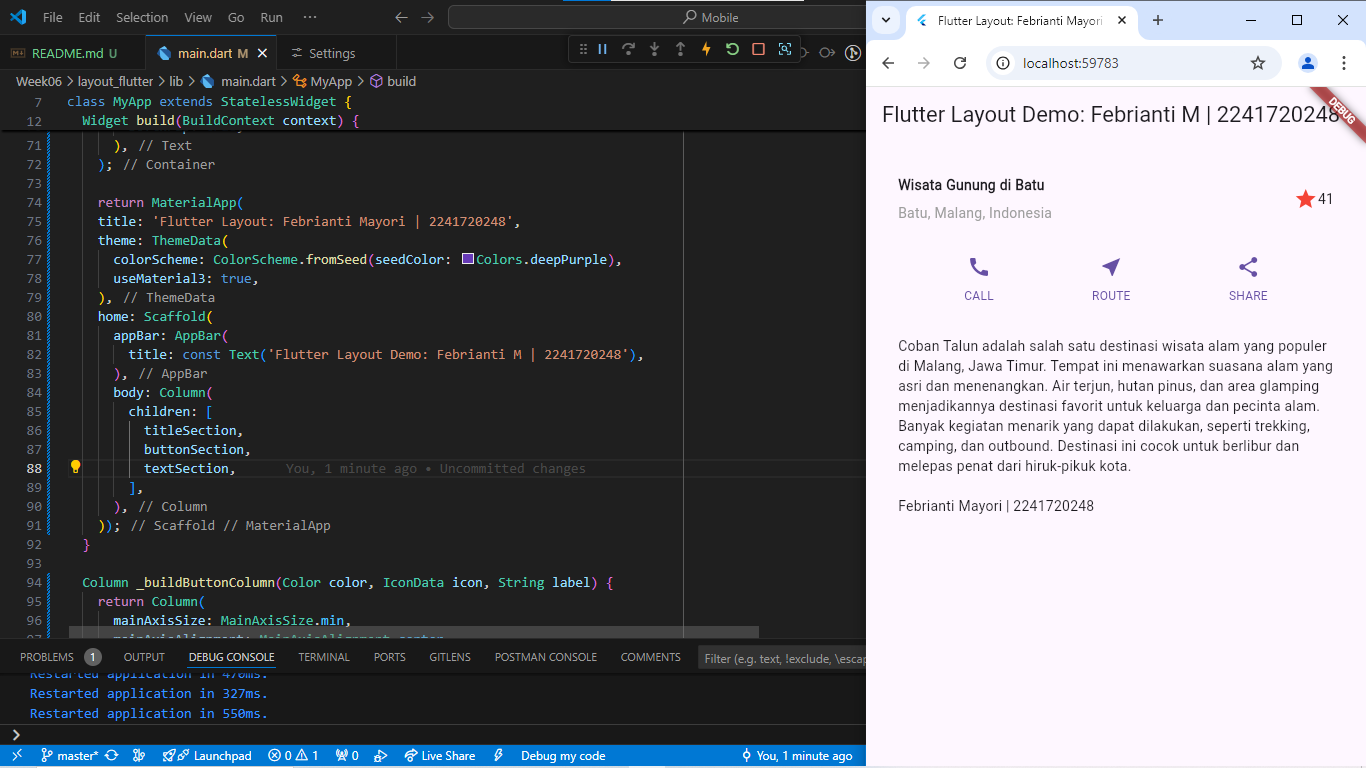 File Edit Selection View Go Run ··· Mobile
README.md U main.dart M Settings
Week06 > layout_flutter > lib > main.dart > MyApp > build
7 class MyApp extends StatelessWidget {
12 Widget build(BuildContext context) {
71 ), // Text
72 ); // Container
73
74 return MaterialApp(
75 title: 'Flutter Layout: Febrianti Mayori | 2241720248',
76 theme: ThemeData(
77 colorScheme: ColorScheme.fromSeed(seedColor: Colors.deepPurple),
78 useMaterial3: true,
79 ), // ThemeData
80 home: Scaffold(
81 appBar: AppBar(
82 title: const Text('Flutter Layout Demo: Febrianti M | 2241720248'),
83 ), // AppBar
84 body: Column(
85 children: [
86 titleSection,
87 buttonSection,
88 textSection, You, 1 minute ago • Uncommitted changes
89 ],
90 ), // Column
91 )); // Scaffold // MaterialApp
92 }
93
94 Column _buildButtonColumn(Color color, IconData icon, String label) {
95 return Column(
96 mainAxisSize: MainAxisSize.min,
97 mainAxisAlignment: MainAxisAlignment.center,
PROBLEMS 1 OUTPUT DEBUG CONSOLE TERMINAL PORTS GITLENS POSTMAN CONSOLE COMMENTS Filter (e.g. text, !exclude, \escap
Restarted application in 470ms.
Restarted application in 327ms.
Restarted application in 550ms.
master* Launchpad 0 1 0 Live Share Debug my code You, 1 minute ago
Flutter Layout: Febrianti Mayori
localhost:59783
DEBUG
Flutter Layout Demo: Febrianti M | 2241720248
Wisata Gunung di Batu
Batu, Malang, Indonesia
41
CALL ROUTE SHARE
Coban Talun adalah salah satu destinasi wisata alam yang populer
di Malang, Jawa Timur. Tempat ini menawarkan suasana alam yang
asri dan menenangkan. Air terjun, hutan pinus, dan area glamping
menjadikannya destinasi favorit untuk keluarga dan pecinta alam.
Banyak kegiatan menarik yang dapat dilakukan, seperti trekking,
camping, dan outbound. Destinasi ini cocok untuk berlibur dan
melepas penat dari hiruk-pikuk kota.
Febrianti Mayori | 2241720248